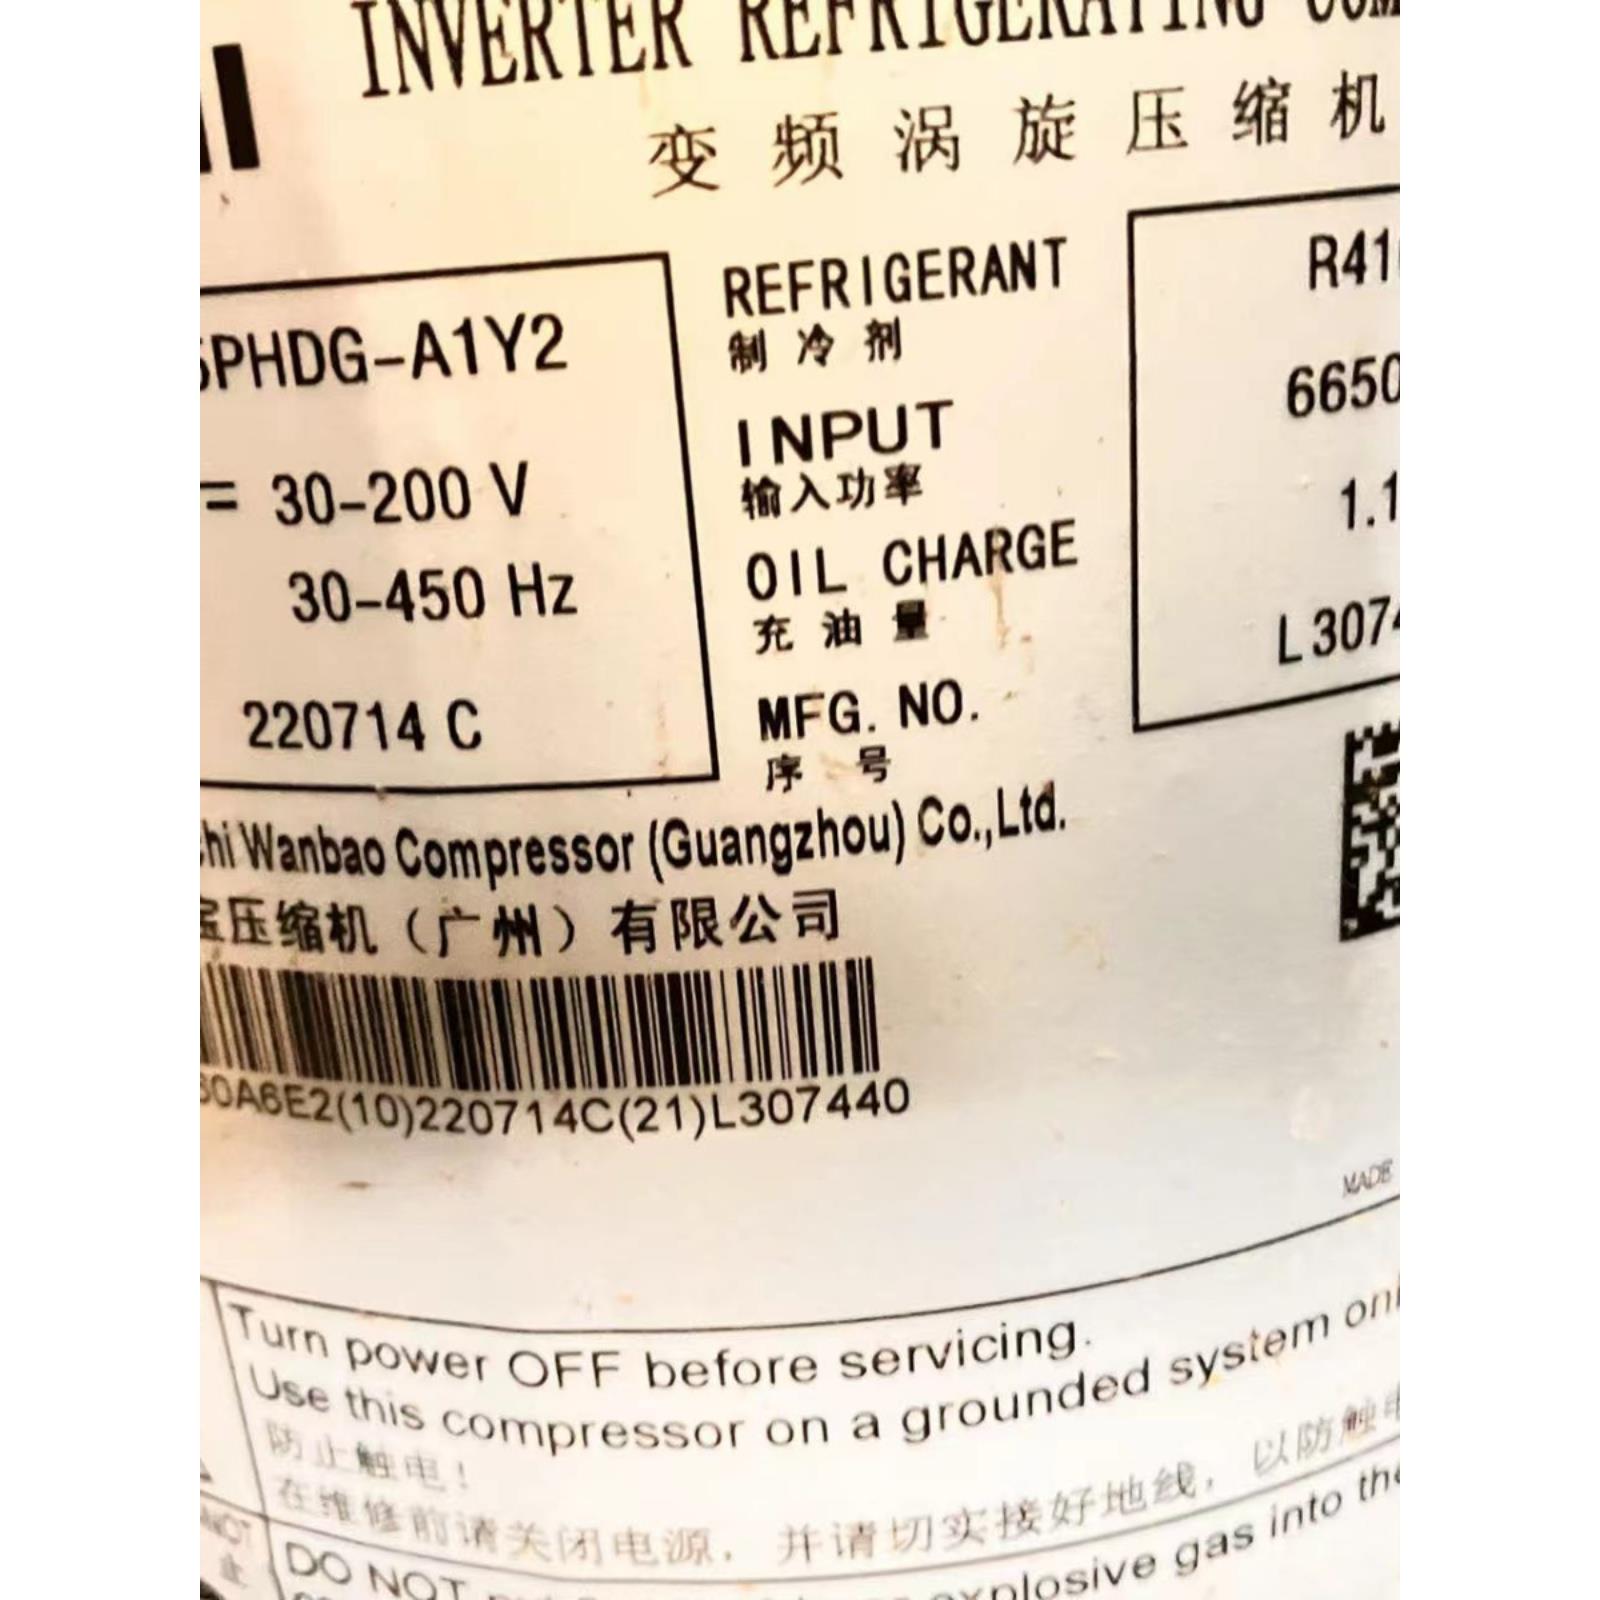 INVERTER REFRIGERATING
变频涡旋压缩机
PHDG-A1Y2
= 30-200 V
30-450 Hz
220714 C
REFRIGERANT
制冷剂
R41
INPUT
输入功率
6650
OIL CHARGE
充油量
1.1
MFG. NO.
序号
L3074
hi Wanbao Compressor (Guangzhou) Co.,Ltd.
宝压缩机（广州）有限公司
0A6E2(10)220714C(21)L307440
MADE
Turn power OFF before servicing.
Use this compressor on a grounded system
防止触电！
在维修前请关闭电源，并请切实接好地线，以防触电
DO NOT
explosive gas into the